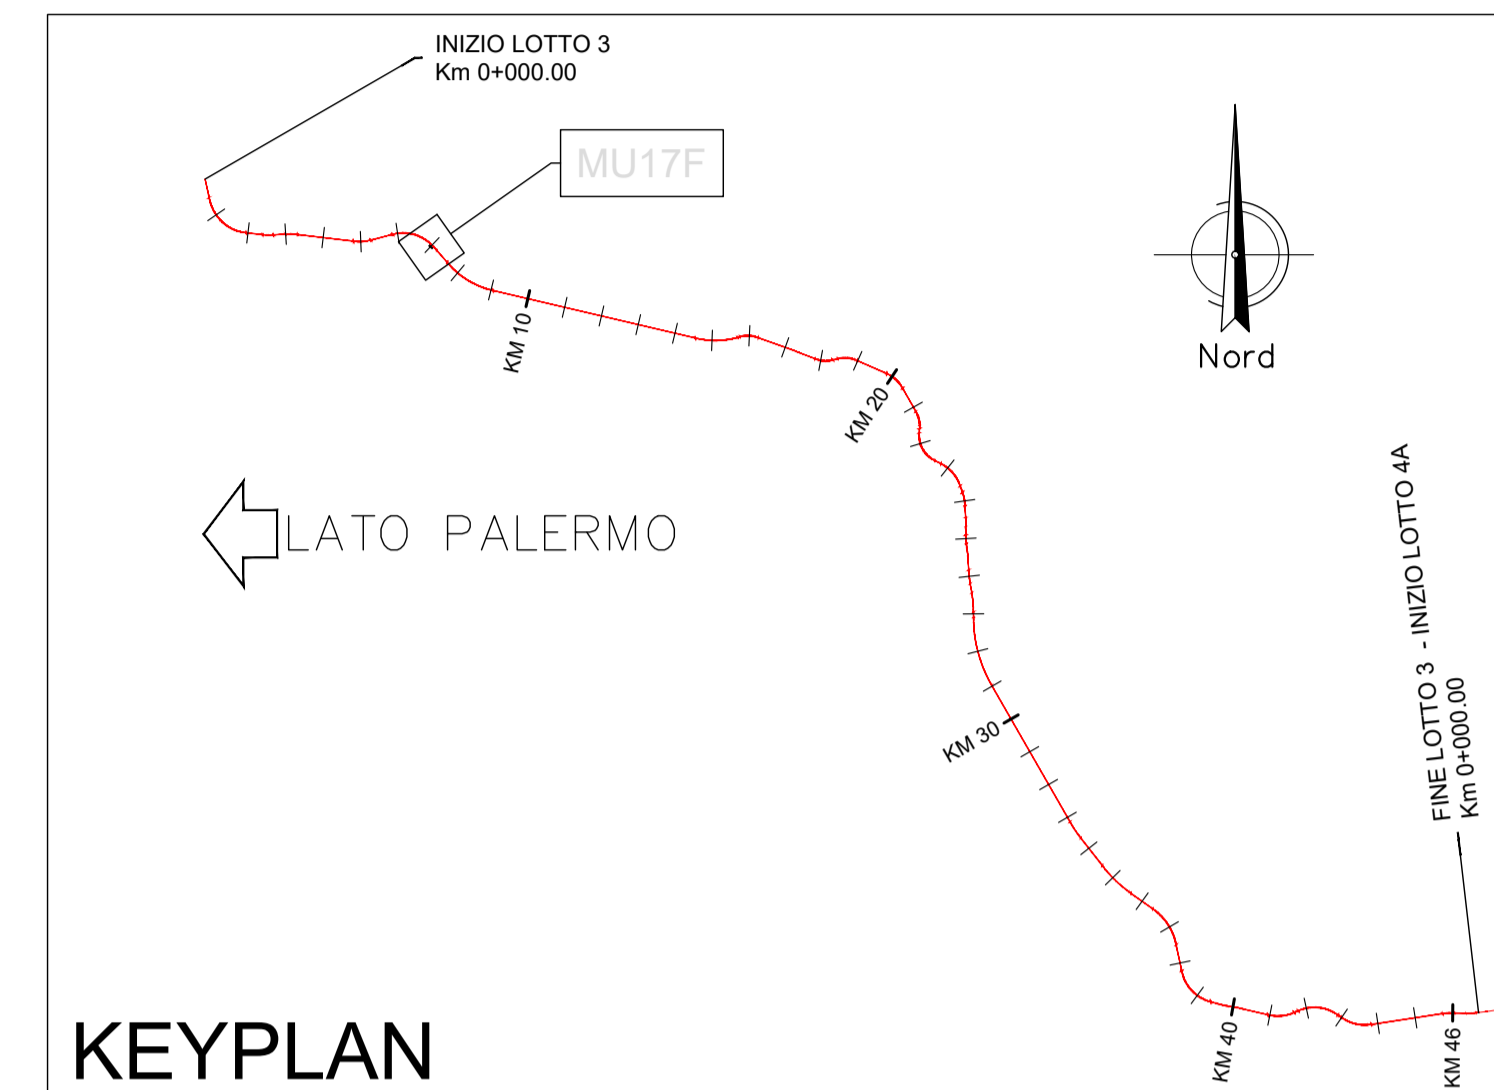 INIZIO LOTTO 3
Km 0+000.00
MU17F
KM 10
Nord
KM 20
LATO PALERMO
FINE LOTTO 3 - INIZIO LOTTO 4A
Km 0+000.00
KM 30
KEYPLAN
KM 40
KM 46